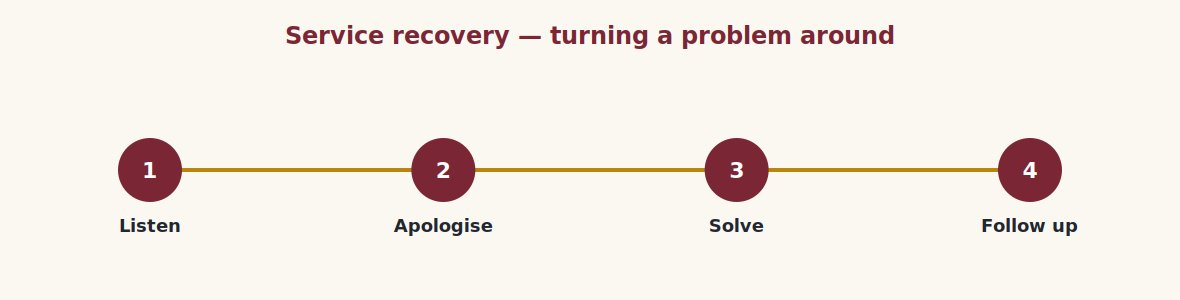 Service recovery — turning a problem around
1 2 3 4
Listen Apologise Solve Follow up